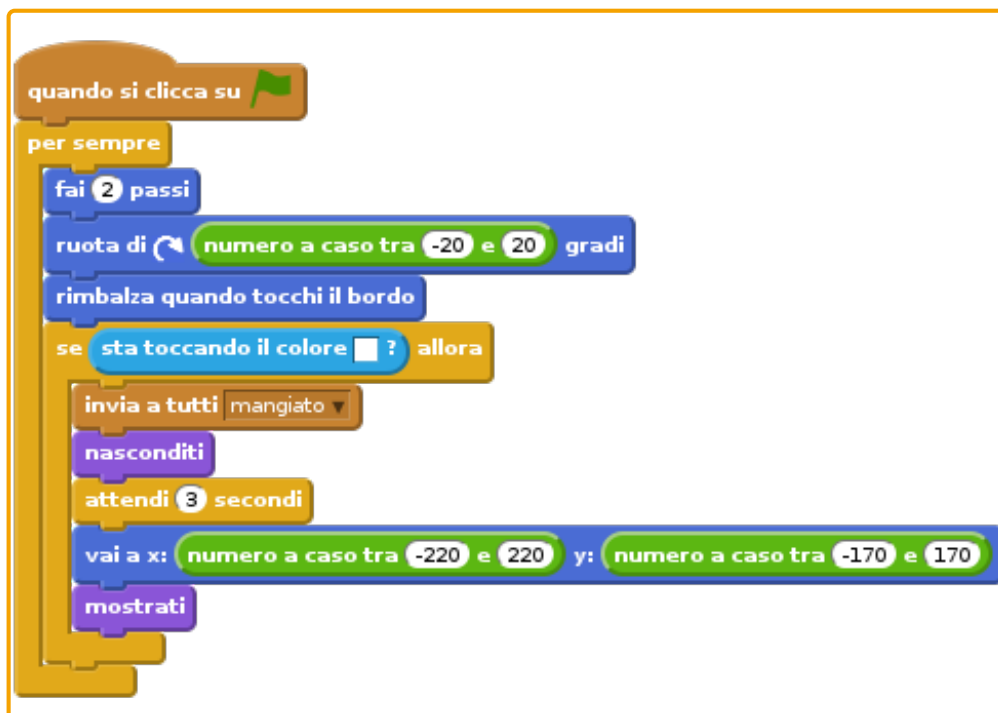 quando si clicca su
per sempre
fai 2 passi
ruota di numero a caso tra -20 e 20 gradi
rimbalza quando tocchi il bordo
se sta toccando il colore ? allora
invia a tutti mangiato
nasconditi
attendi 3 secondi
vai a x: numero a caso tra -220 e 220 y: numero a caso tra -170 e 170
mostrati